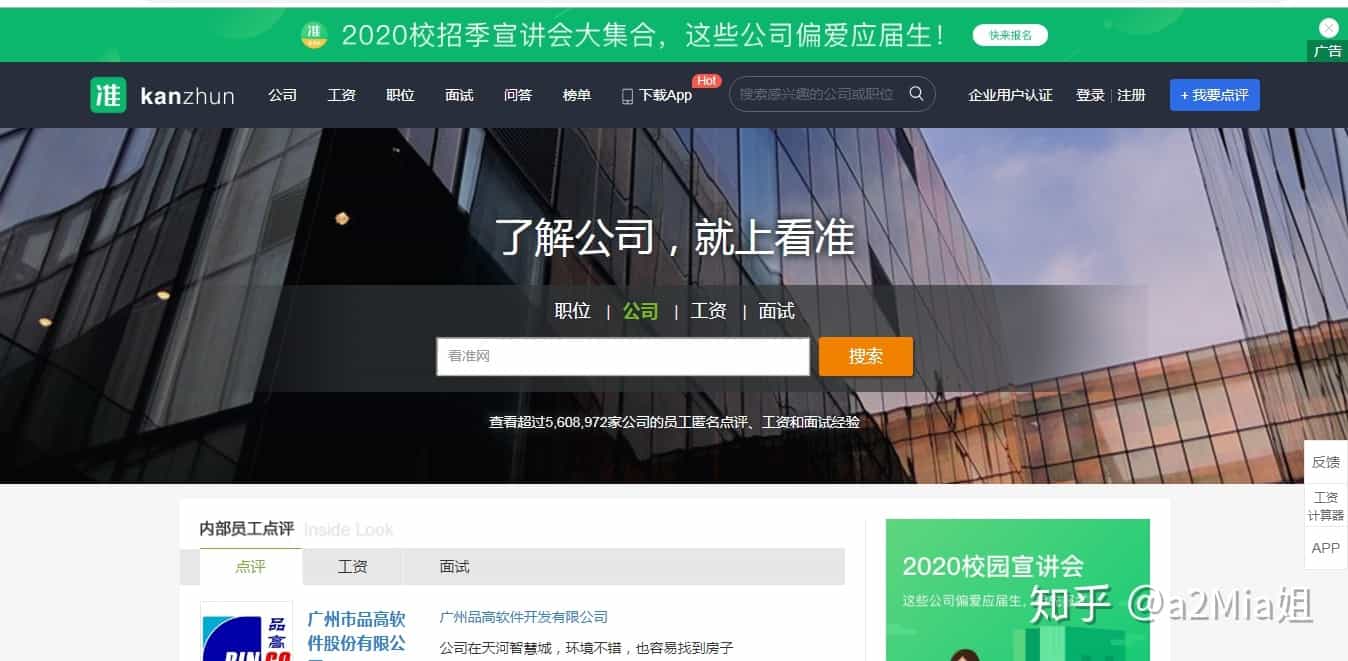 2020校招季宣讲会大集合，这些公司偏爱应届生！ 快来报名
广告
准 kanzhun 公司 工资 职位 面试 问答 榜单 下载App Hot 搜索感兴趣的公司或职位 企业用户认证 登录 | 注册 + 我要点评
了解公司，就上看准
职位 | 公司 | 工资 | 面试
看准网 搜索
查看超过5,608,972家公司的员工匿名点评、工资和面试经验
反馈
工资
计算器
APP
内部员工点评 Inside Look
点评 工资 面试
品高
广州市品高软
件股份有限公
广州品高软件开发有限公司
公司在天河智慧城，环境不错，也容易找到房子
2020校园宣讲会
这些公司偏爱应届生,
知乎 @a2Mia姐